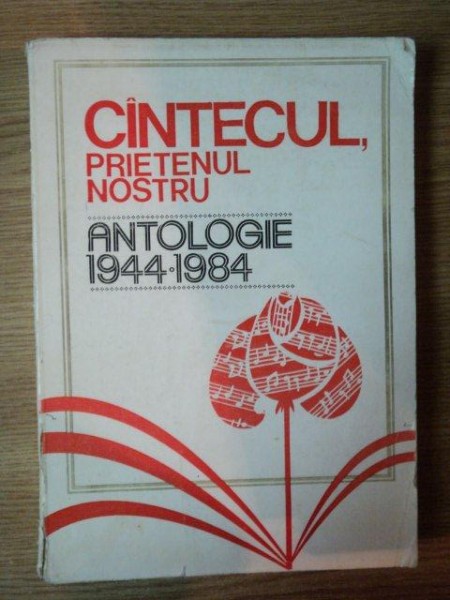 CÎNTECUL,
PRIETENUL
NOSTRU
ANTOLOGIE
1944·1984